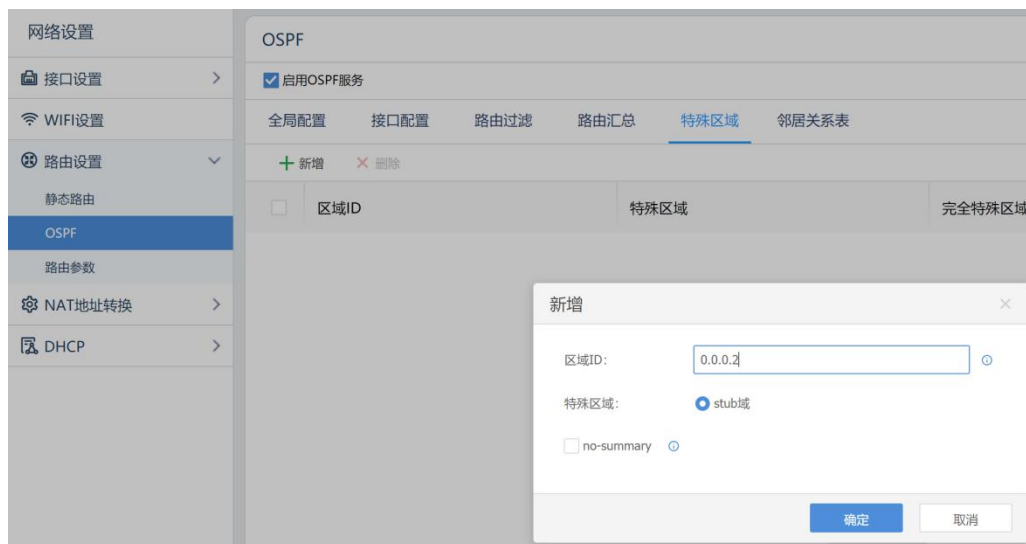 网络设置
接口设置
WIFI设置
路由设置
静态路由
OSPF
路由参数
NAT地址转换
DHCP
OSPF
启用OSPF服务
全局配置 接口配置 路由过滤 路由汇总 特殊区域 邻居关系表
新增 删除
区域ID 特殊区域 完全特殊区域
新增
区域ID: 0.0.0.2
特殊区域: stub域
no-summary
确定 取消